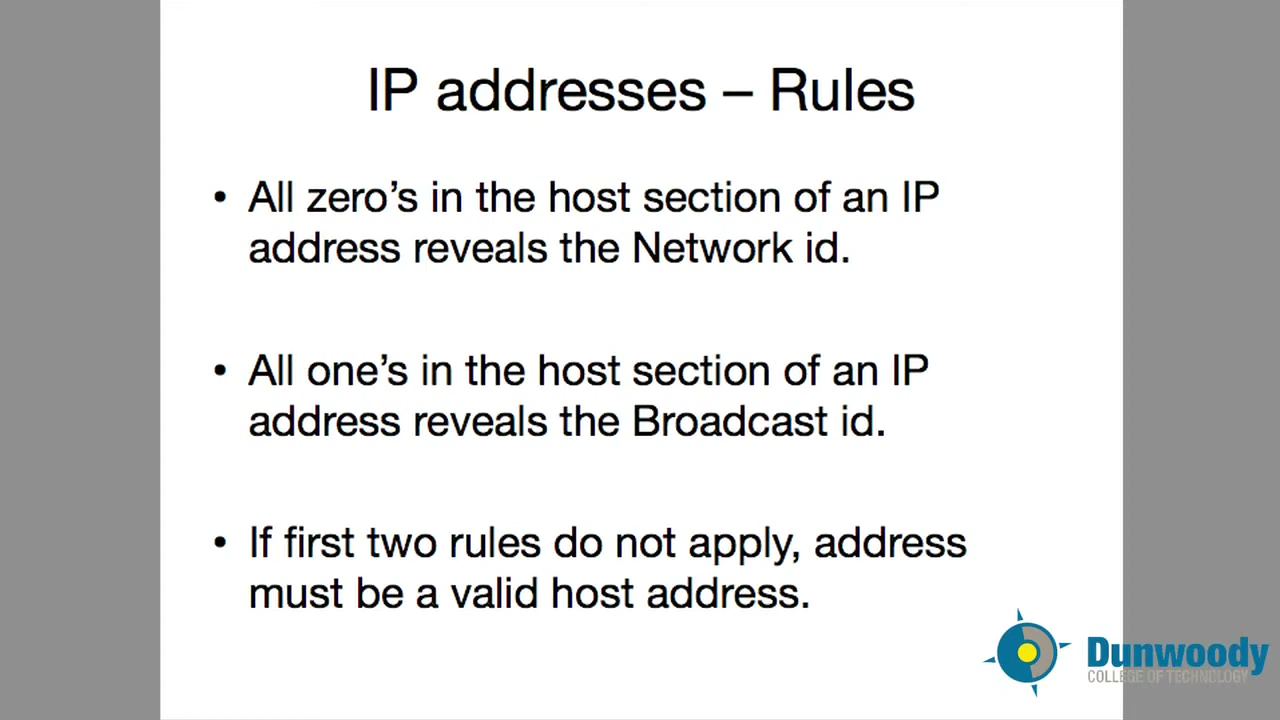 IP addresses – Rules
• All zero’s in the host section of an IP
address reveals the Network id.
• All one’s in the host section of an IP
address reveals the Broadcast id.
• If first two rules do not apply, address
must be a valid host address.
Dunwoody
COLLEGE OF TECHNOLOGY